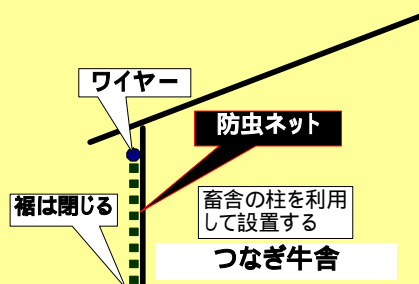 ワイヤー
防虫ネット
裾は閉じる
畜舎の柱を利用
して設置する
つなぎ牛舎